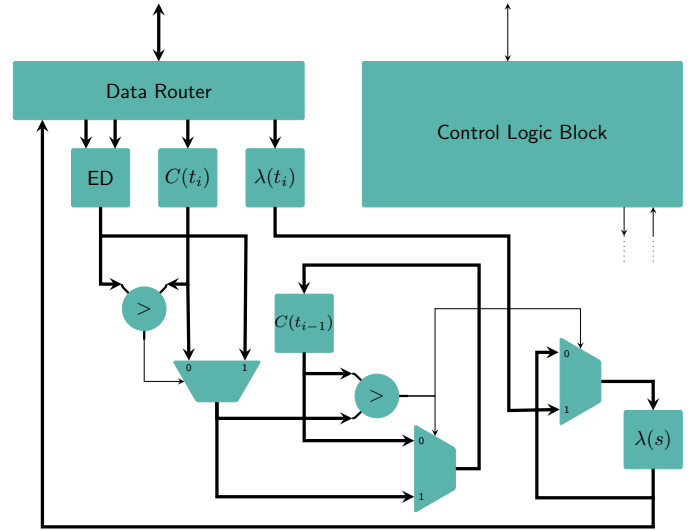 Data Router
Control Logic Block
ED
C(t_i)
λ(t_i)
>
C(t_{i−1})
0
1
>
0
1
0
1
λ(s)